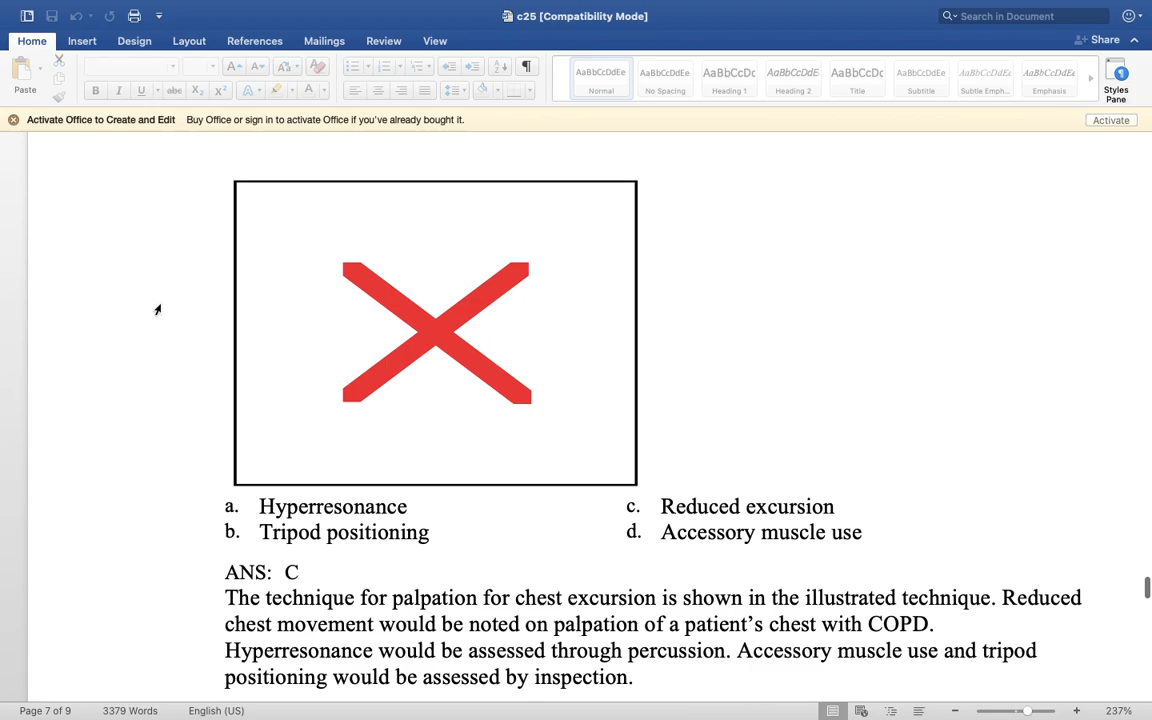 c25 [Compatibility Mode]
Search in Document
Home Insert Design Layout References Mailings Review View
Share
Paste
AaBbCcDdEe AaBbCcDdEe AaBbCcDc AaBbCcDdE AaBbCcDc AaBbCcDdEe AaBbCcDdEe AaBbCcDdEe
Normal No Spacing Heading 1 Heading 2 Title Subtitle Subtle Emph... Emphasis
Styles
Pane
Activate Office to Create and Edit Buy Office or sign in to activate Office if you've already bought it.
Activate
a. Hyperresonance c. Reduced excursion
b. Tripod positioning d. Accessory muscle use
ANS: C
The technique for palpation for chest excursion is shown in the illustrated technique. Reduced
chest movement would be noted on palpation of a patient's chest with COPD.
Hyperresonance would be assessed through percussion. Accessory muscle use and tripod
positioning would be assessed by inspection.
Page 7 of 9 3379 Words English (US) 237%